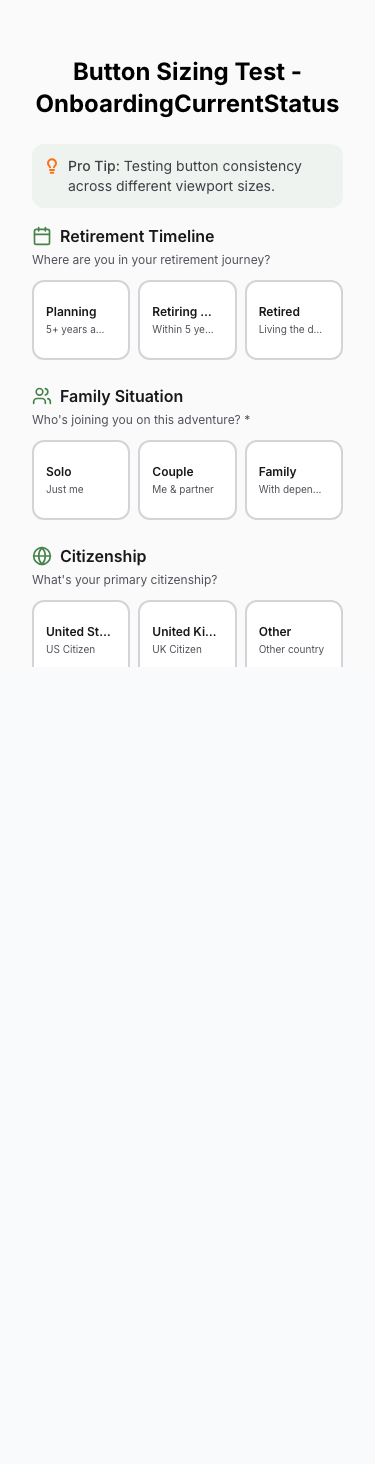 Button Sizing Test -
OnboardingCurrentStatus
Pro Tip: Testing button consistency
across different viewport sizes.
Retirement Timeline
Where are you in your retirement journey?
Planning
5+ years a...
Retiring ...
Within 5 ye...
Retired
Living the d...
Family Situation
Who's joining you on this adventure? *
Solo
Just me
Couple
Me & partner
Family
With depen...
Citizenship
What's your primary citizenship?
United St...
US Citizen
United Ki...
UK Citizen
Other
Other country